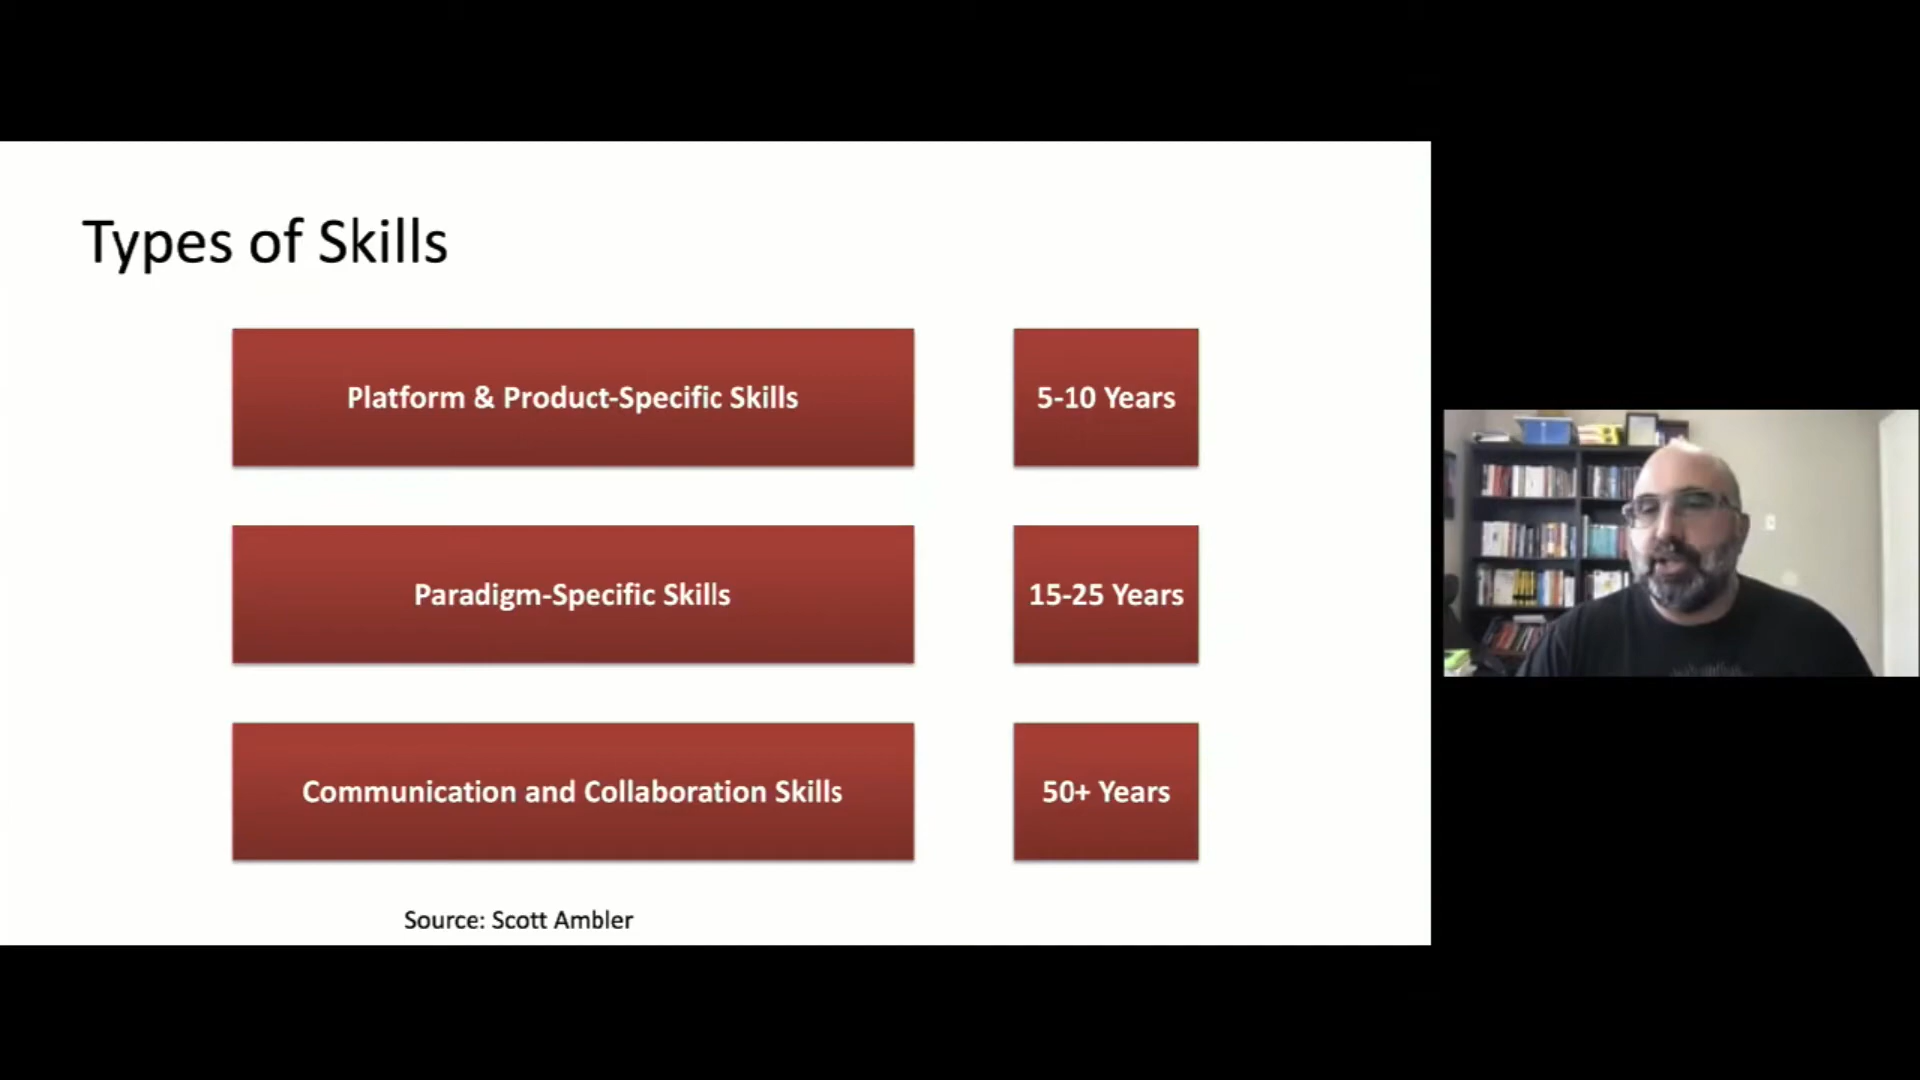 Types of Skills
Platform & Product-Specific Skills
5-10 Years
Paradigm-Specific Skills
15-25 Years
Communication and Collaboration Skills
50+ Years
Source: Scott Ambler